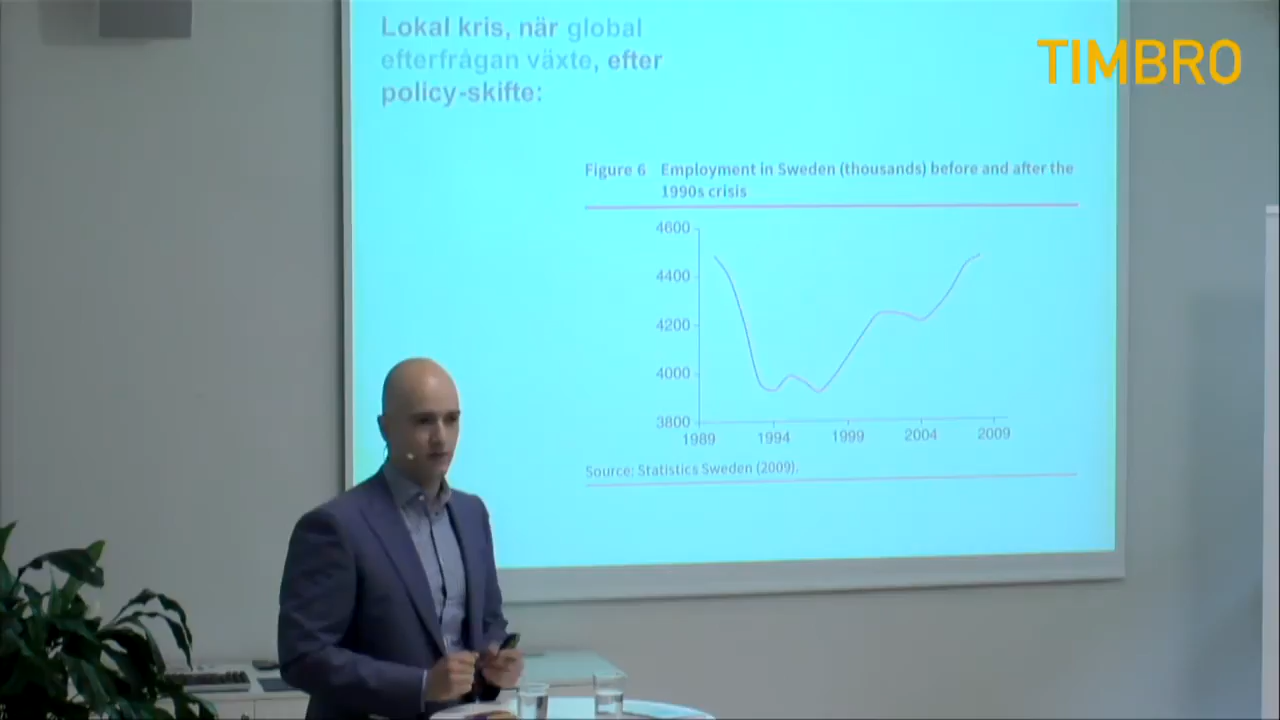 Lokal kris, när global
efterfrågan växte, efter
policy-skifte:
TIMBRO
Figure 6 Employment in Sweden (thousands) before and after the
1990s crisis
4600
4400
4200
4000
3800
1989 1994 1999 2004 2009
Source: Statistics Sweden (2009).